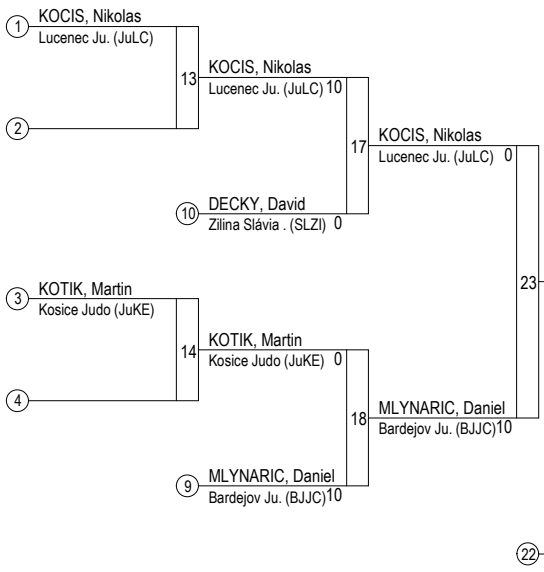 1
KOCIS, Nikolas
Lucenec Ju. (JuLC)
13
KOCIS, Nikolas
Lucenec Ju. (JuLC) 10
2
17
KOCIS, Nikolas
Lucenec Ju. (JuLC) 0
10
DECKY, David
Zilina Slávia . (SLZI) 0
23
3
KOTIK, Martin
Kosice Judo (JuKE)
14
KOTIK, Martin
Kosice Judo (JuKE) 0
4
18
MLYNARIC, Daniel
Bardejov Ju. (BJJC)10
9
MLYNARIC, Daniel
Bardejov Ju. (BJJC)10
22